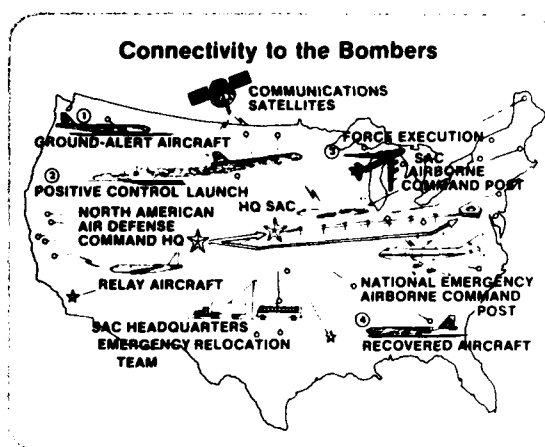 Connectivity to the Bombers
COMMUNICATIONS
SATELLITES
①
GROUND-ALERT AIRCRAFT
FORCE EXECUTION
③
SAC
AIRBORNE
COMMAND POST
②
POSITIVE CONTROL LAUNCH
HQ SAC
NORTH AMERICAN
AIR DEFENSE
COMMAND HQ
RELAY AIRCRAFT
NATIONAL EMERGENCY
AIRBORNE COMMAND
POST
SAC HEADQUARTERS
EMERGENCY RELOCATION
TEAM
④
RECOVERED AIRCRAFT